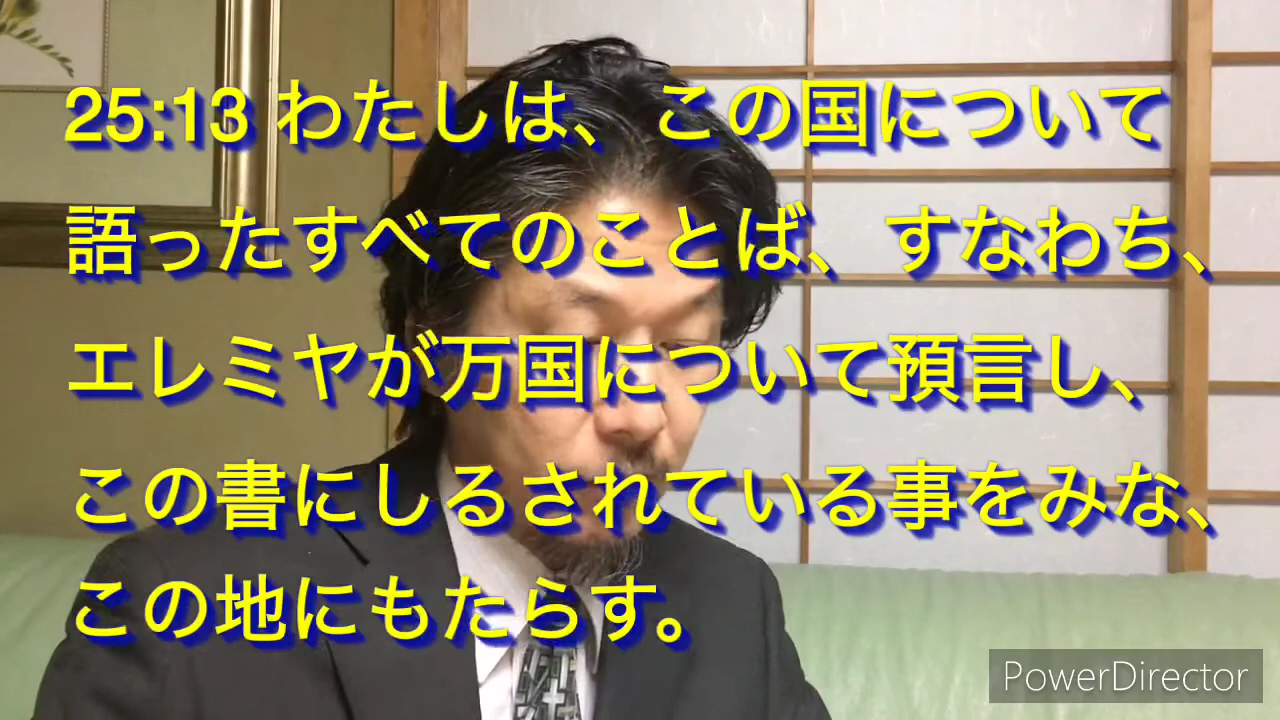 25:13 わたしは、この国について
語ったすべてのことば、すなわち、
エレミヤが万国について預言し、
この書にしるされている事をみな、
この地にもたらす。
PowerDirector